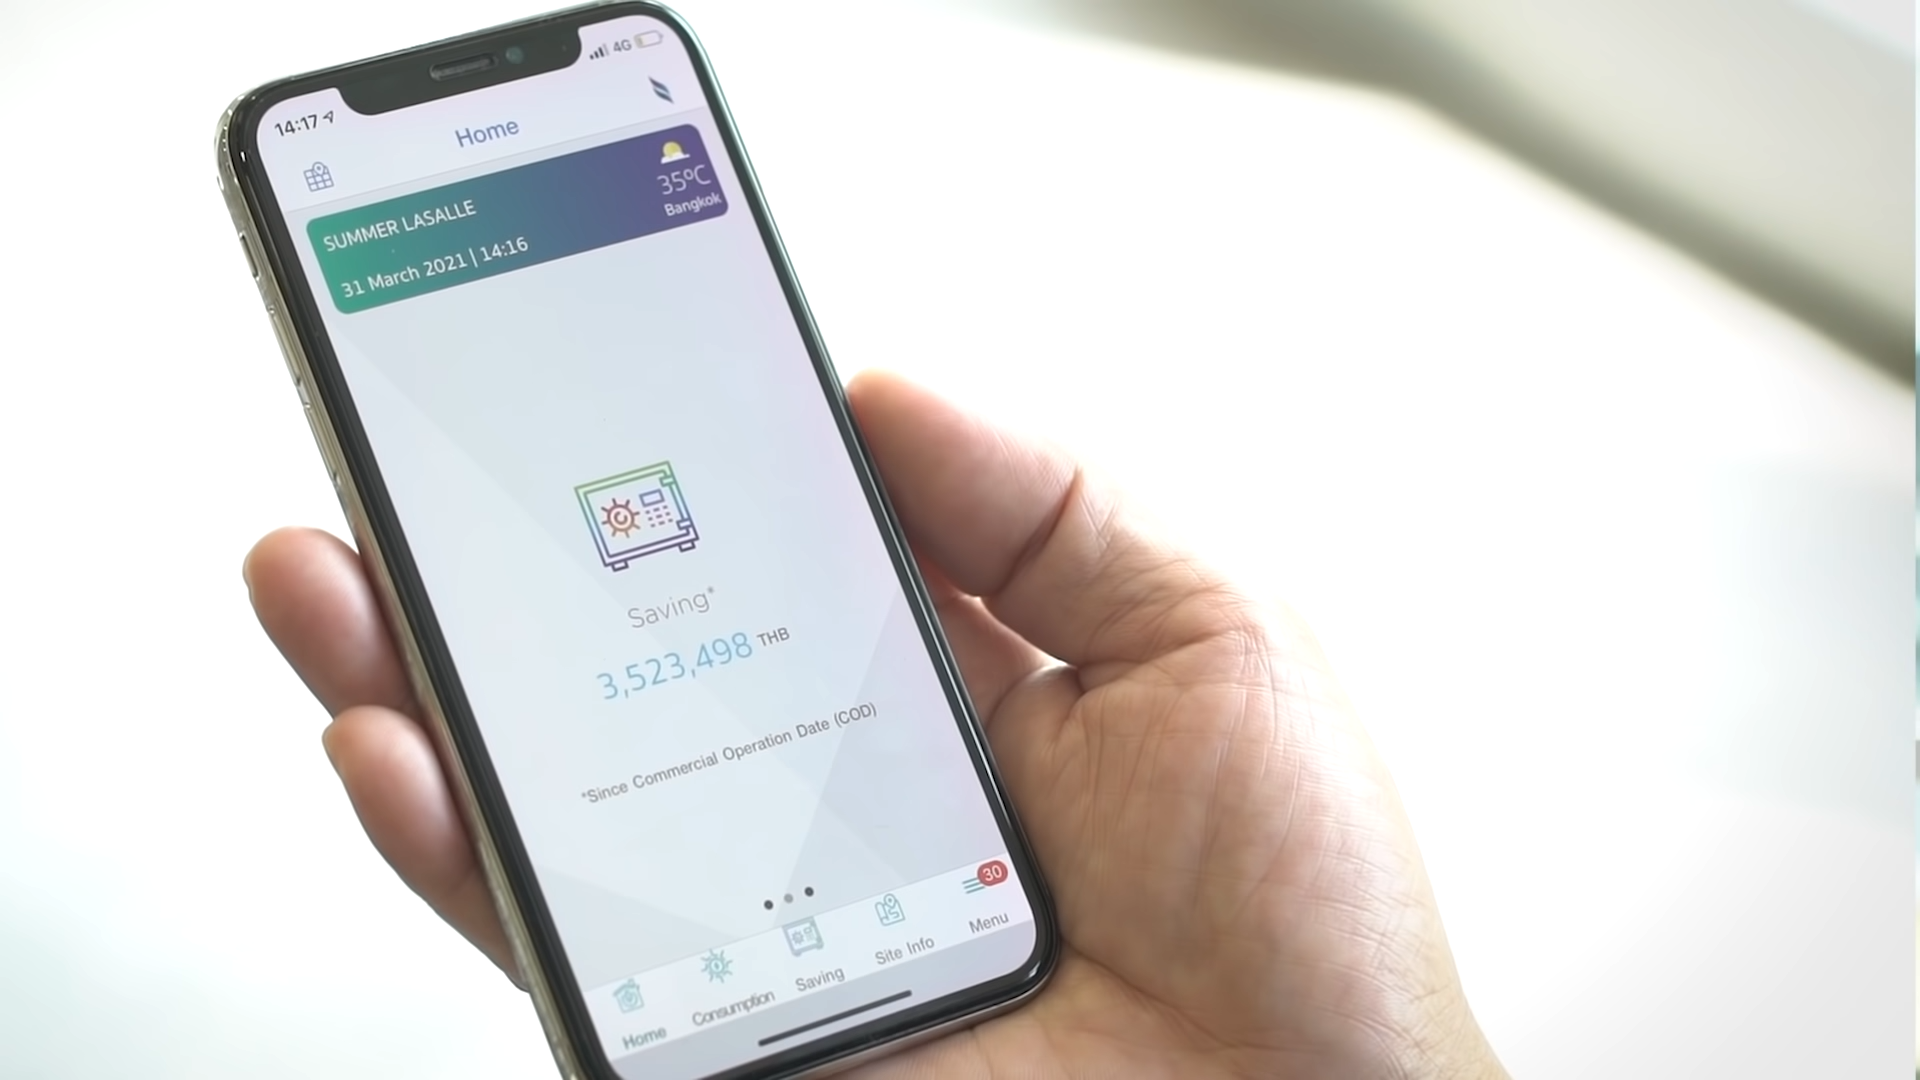 14:17
4G
Home
SUMMER LASALLE
35°C
31 March 2021 | 14:16
Bangkok
Saving*
3,523,498 THB
*Since Commercial Operation Date (COD)
30
Home
Consumption
Saving
Site Info
Menu